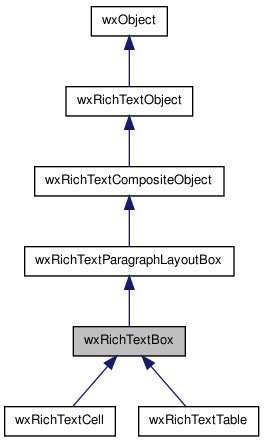 wxObject
wxRichTextObject
wxRichTextCompositeObject
wxRichTextParagraphLayoutBox
wxRichTextBox
wxRichTextCell
wxRichTextTable